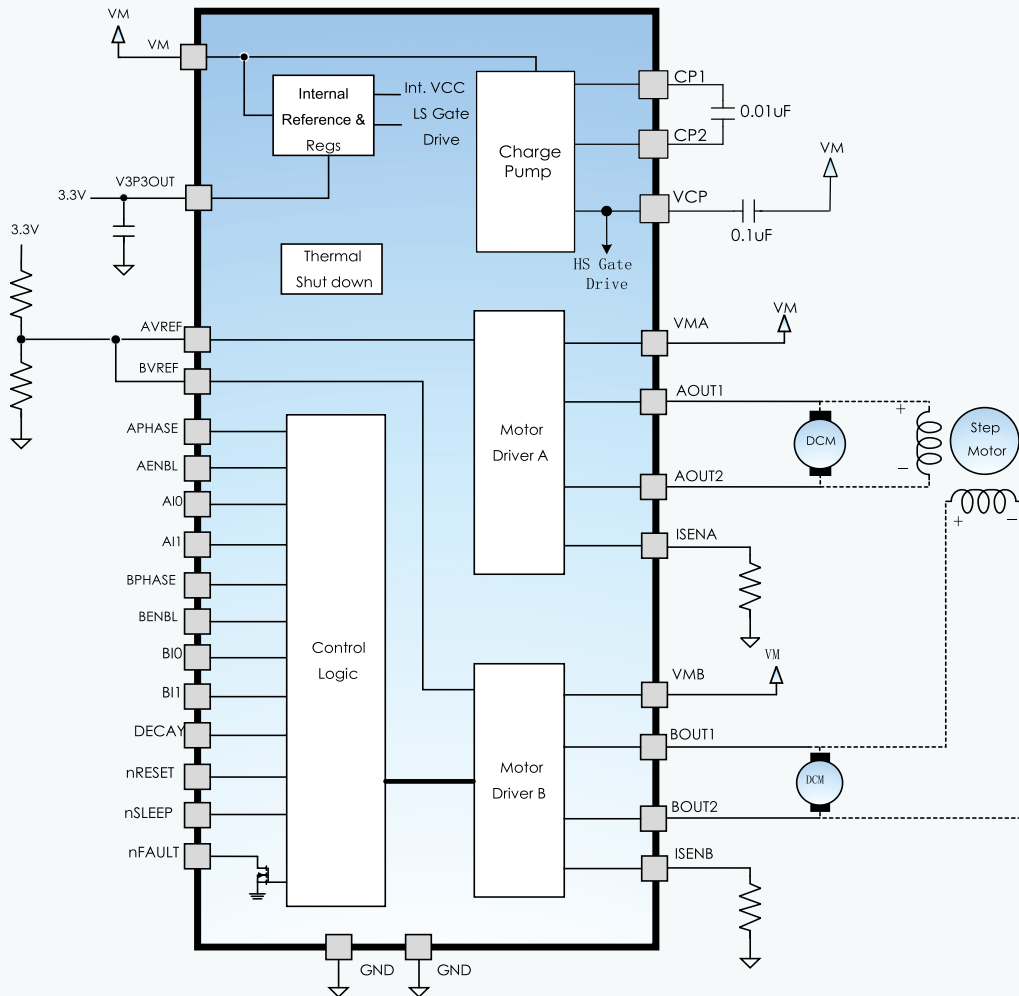 VM
VM
Internal
Reference &
Regs
Int. VCC
LS Gate
Drive
Charge
Pump
CP1
0.01uF
CP2
VM
V3P3OUT
3.3V
VCP
0.1uF
3.3V
HS Gate
Drive
Thermal
Shut down
AVREF
BVREF
VMA
VM
APHASE
AENBL
AI0
AI1
BPHASE
BENBL
BI0
BI1
DECAY
nRESET
nSLEEP
nFAULT
Control
Logic
Motor
Driver A
AOUT1
DCM
+
−
Step
Motor
+
−
AOUT2
ISENA
VMB
VM
Motor
Driver B
BOUT1
DCM
BOUT2
ISENB
GND
GND